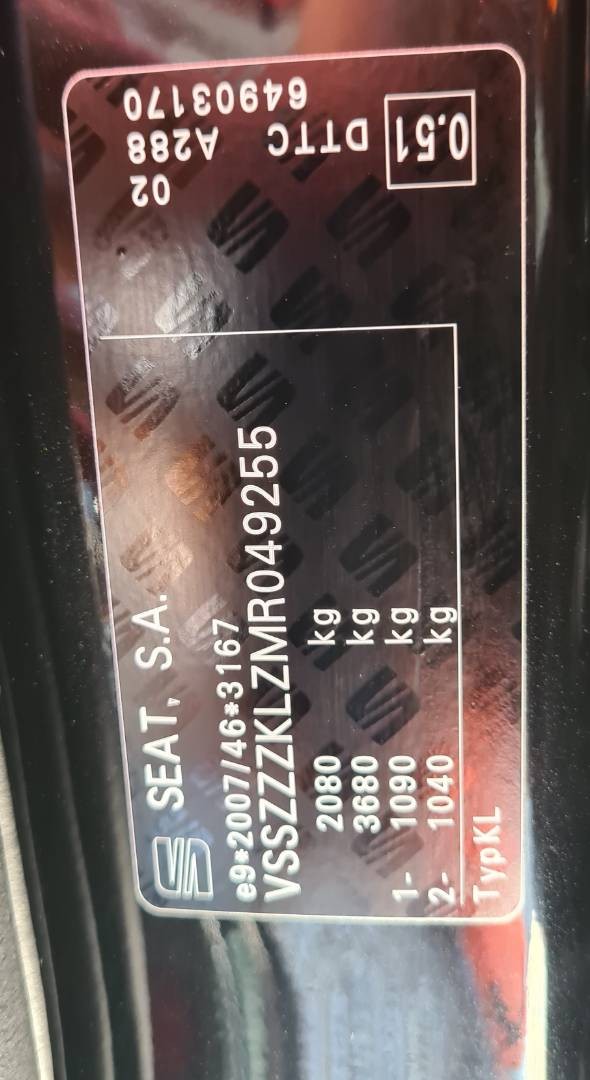 SEAT, S.A.
e9*2007/46*3167
VSSZZZKLZMR049255
2080 kg
3680 kg
1- 1090 kg
2- 1040 kg
TypKL
64903170
A288 DTTC
02
0.51